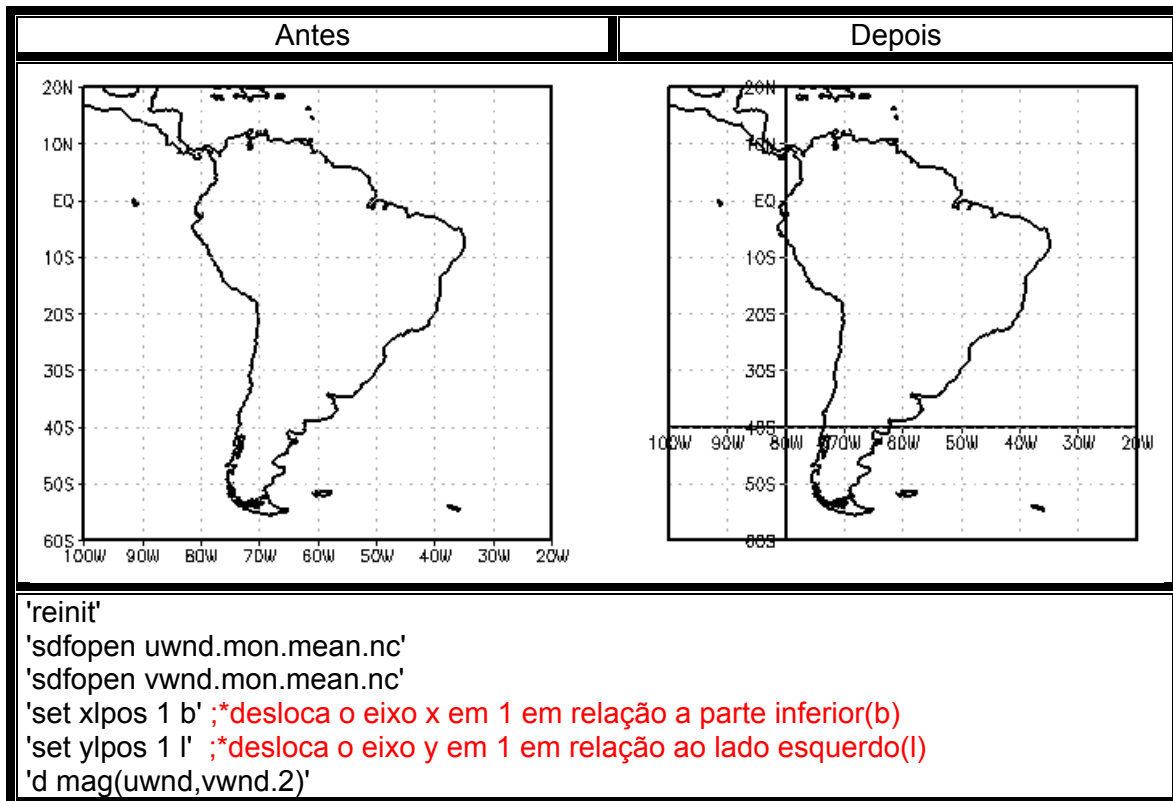 Antes
Depois
20N
10N
EQ
10S
20S
30S
40S
50S
60S
100W 90W 80W 70W 60W 50W 40W 30W 20W
20N
10N
EQ
10S
20S
30S
40S
100W 90W 80W 70W 60W 50W 40W 30W 20W
50S
60S
'reinit'
'sdfopen uwnd.mon.mean.nc'
'sdfopen vwnd.mon.mean.nc'
'set xlpos 1 b' ;*desloca o eixo x em 1 em relação a parte inferior(b)
'set ylpos 1 l' ;*desloca o eixo y em 1 em relação ao lado esquerdo(l)
'd mag(uwnd,vwnd.2)'